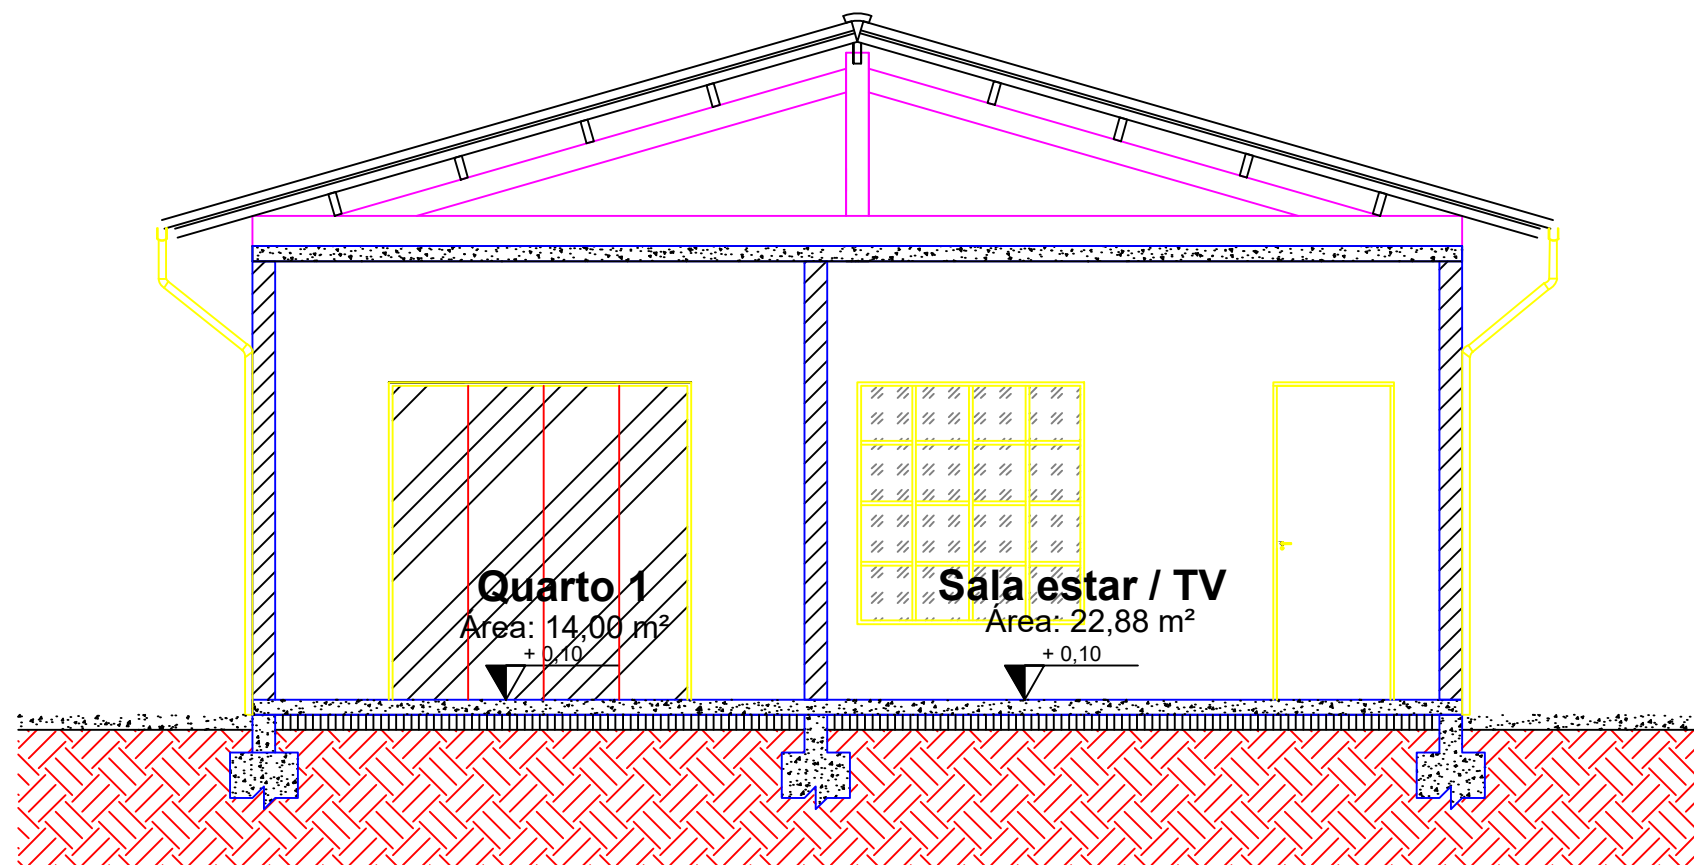 Quarto 1
Área: 14,00 m²
+ 0,10
Sala estar / TV
Área: 22,88 m²
+ 0,10